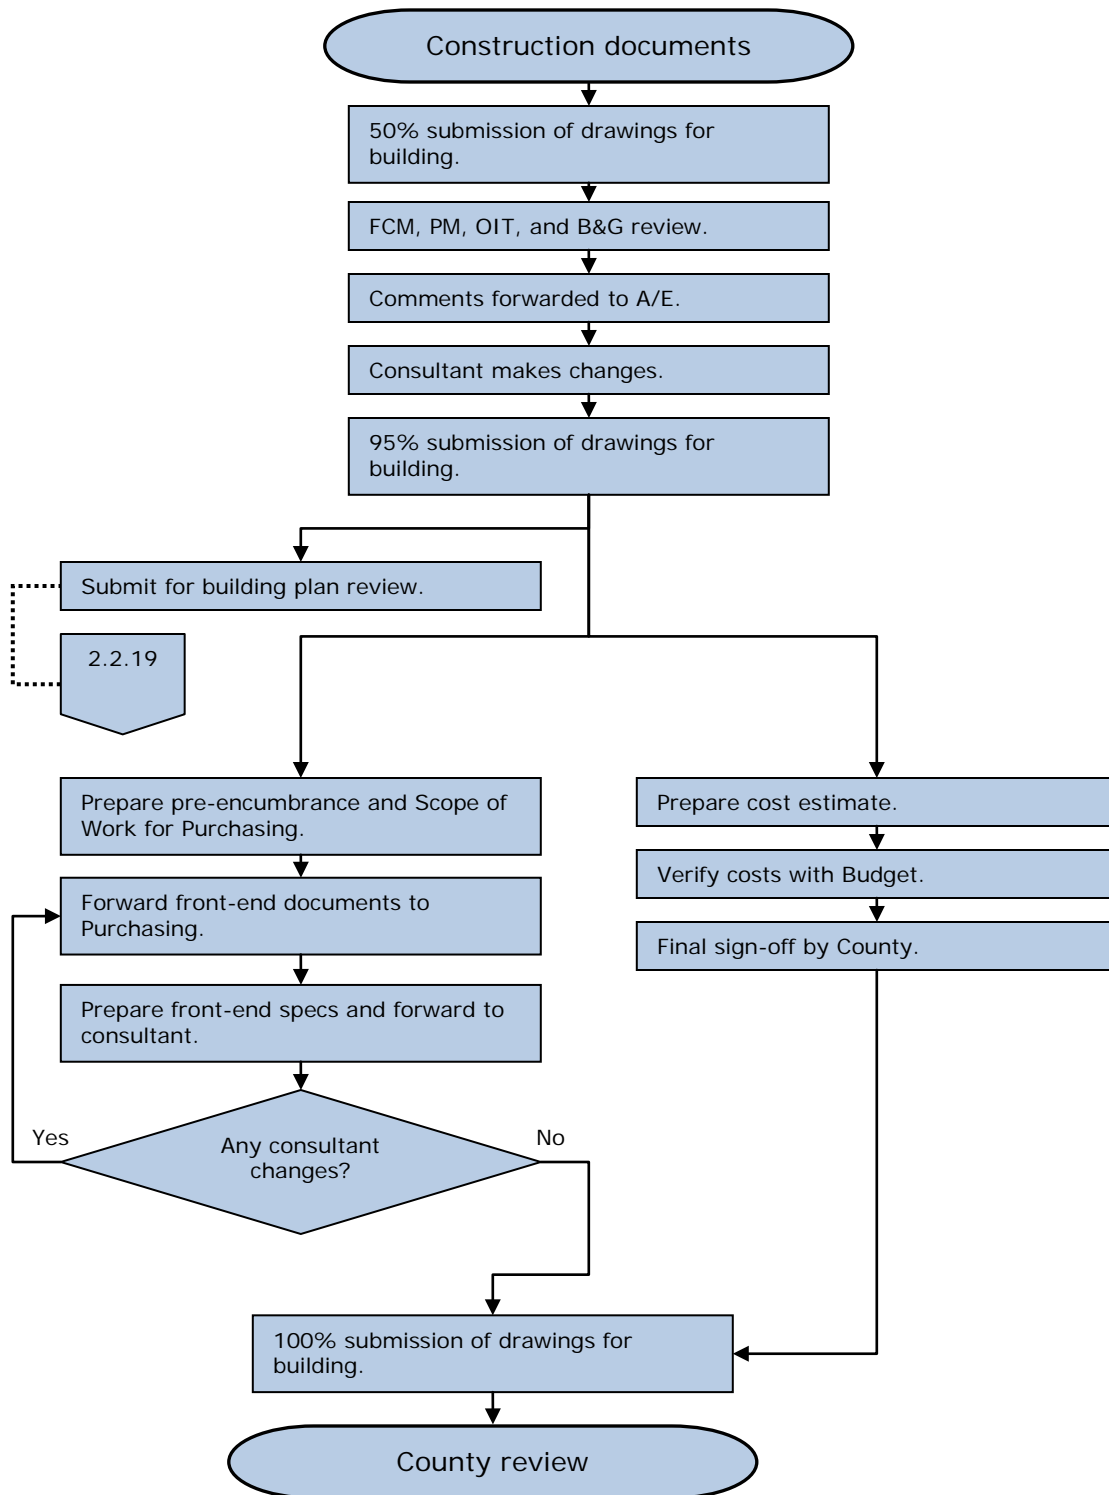 Construction documents
50% submission of drawings for
building.
FCM, PM, OIT, and B&G review.
Comments forwarded to A/E.
Consultant makes changes.
95% submission of drawings for
building.
Submit for building plan review.
2.2.19
Prepare pre-encumbrance and Scope of
Work for Purchasing.
Prepare cost estimate.
Forward front-end documents to
Purchasing.
Verify costs with Budget.
Final sign-off by County.
Prepare front-end specs and forward to
consultant.
Yes
Any consultant
changes?
No
100% submission of drawings for
building.
County review